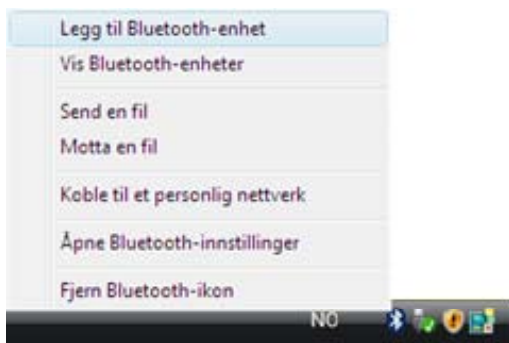 Legg til Bluetooth-enhet
Vis Bluetooth-enheter
Send en fil
Motta en fil
Koble til et personlig nettverk
Åpne Bluetooth-innstillinger
Fjern Bluetooth-ikon
NO